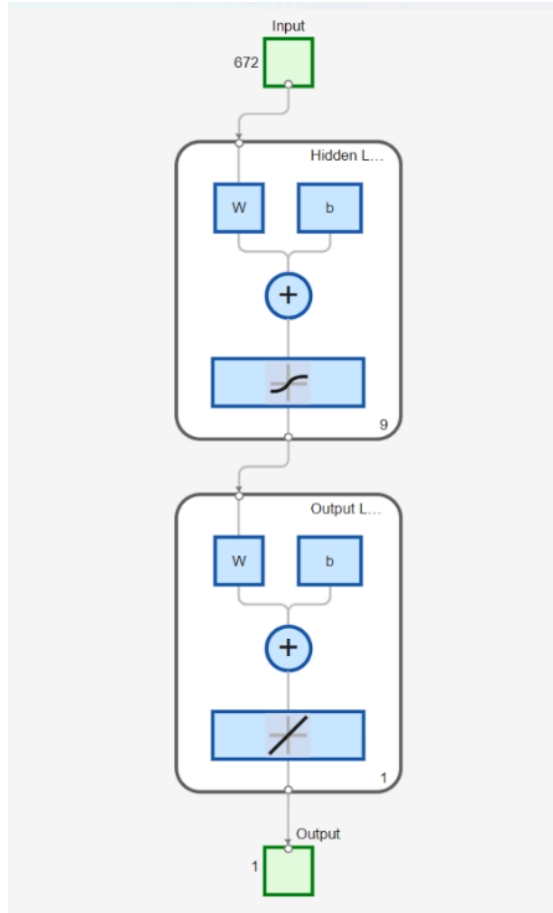 Input
672
Hidden L...
W b
+
9
Output L...
W b
+
1
Output
1